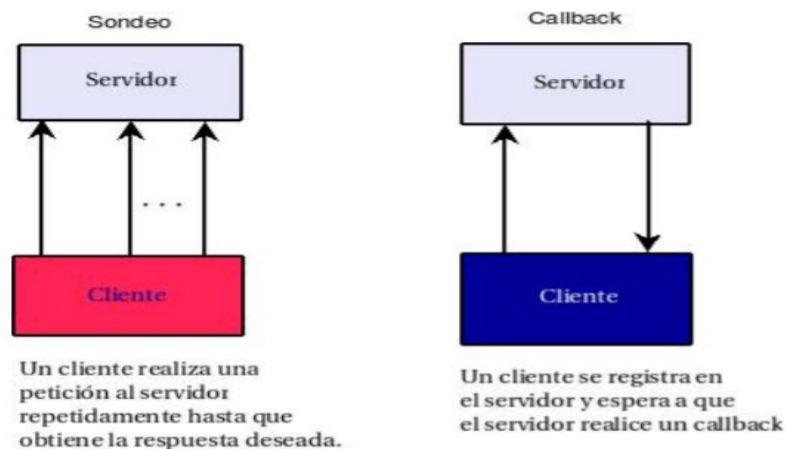 Sondeo
Servidor
...
Cliente
Un cliente realiza una
petición al servidor
repetidamente hasta que
obtiene la respuesta deseada.
Callback
Servidor
Cliente
Un cliente se registra en
el servidor y espera a que
el servidor realice un callback